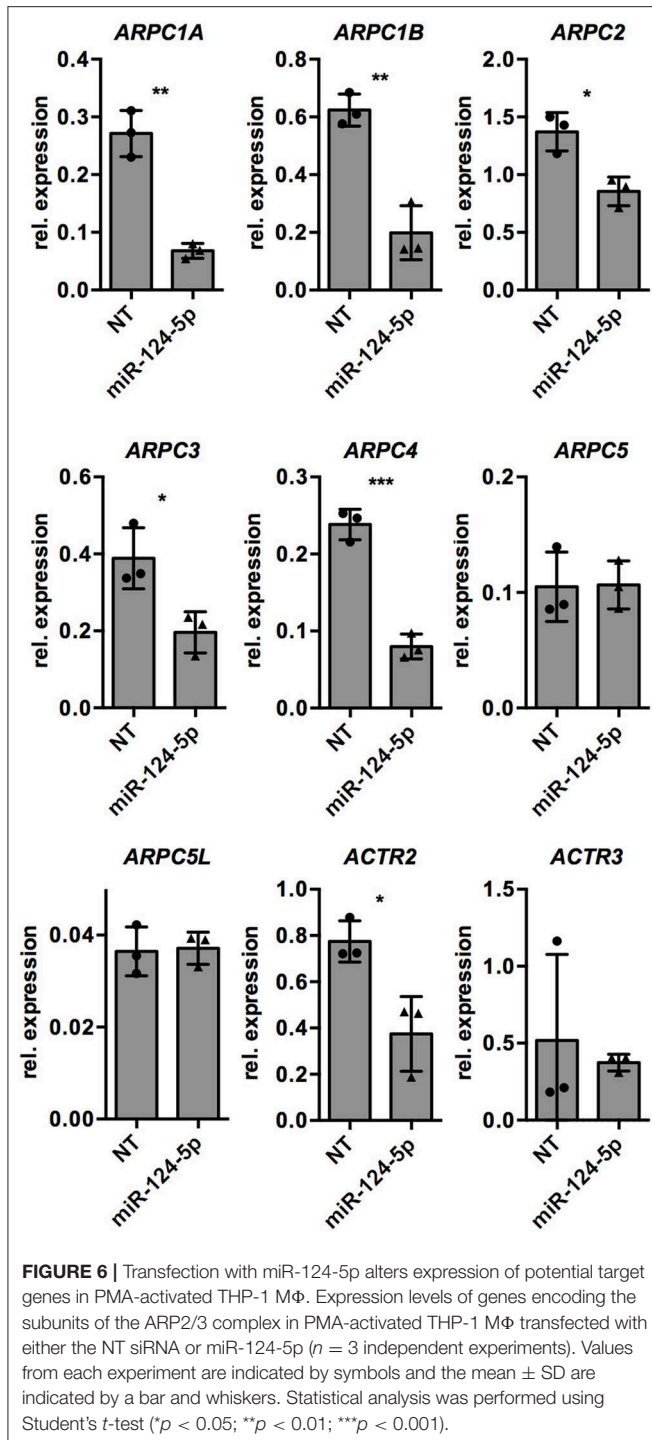 ARPC1A
ARPC1B
ARPC2
rel. expression
0.4
0.3
0.2
0.1
0.0
**
NT
miR-124-5p
rel. expression
0.8
0.6
0.4
0.2
0.0
**
NT
miR-124-5p
rel. expression
2.0
1.5
1.0
0.5
0.0
*
NT
miR-124-5p
ARPC3
ARPC4
ARPC5
rel. expression
0.6
0.4
0.2
0.0
*
NT
miR-124-5p
rel. expression
0.3
0.2
0.1
0.0
***
NT
miR-124-5p
rel. expression
0.2
0.1
0.0
NT
miR-124-5p
ARPC5L
ACTR2
ACTR3
rel. expression
0.04
0.02
0.00
NT
miR-124-5p
rel. expression
1.0
0.8
0.6
0.4
0.2
0.0
*
NT
miR-124-5p
rel. expression
1.5
1.0
0.5
0.0
NT
miR-124-5p
FIGURE 6 | Transfection with miR-124-5p alters expression of potential target
genes in PMA-activated THP-1 MΦ. Expression levels of genes encoding the
subunits of the ARP2/3 complex in PMA-activated THP-1 MΦ transfected with
either the NT siRNA or miR-124-5p (n = 3 independent experiments). Values
from each experiment are indicated by symbols and the mean ± SD are
indicated by a bar and whiskers. Statistical analysis was performed using
Student's t-test (*p < 0.05; **p < 0.01; ***p < 0.001).